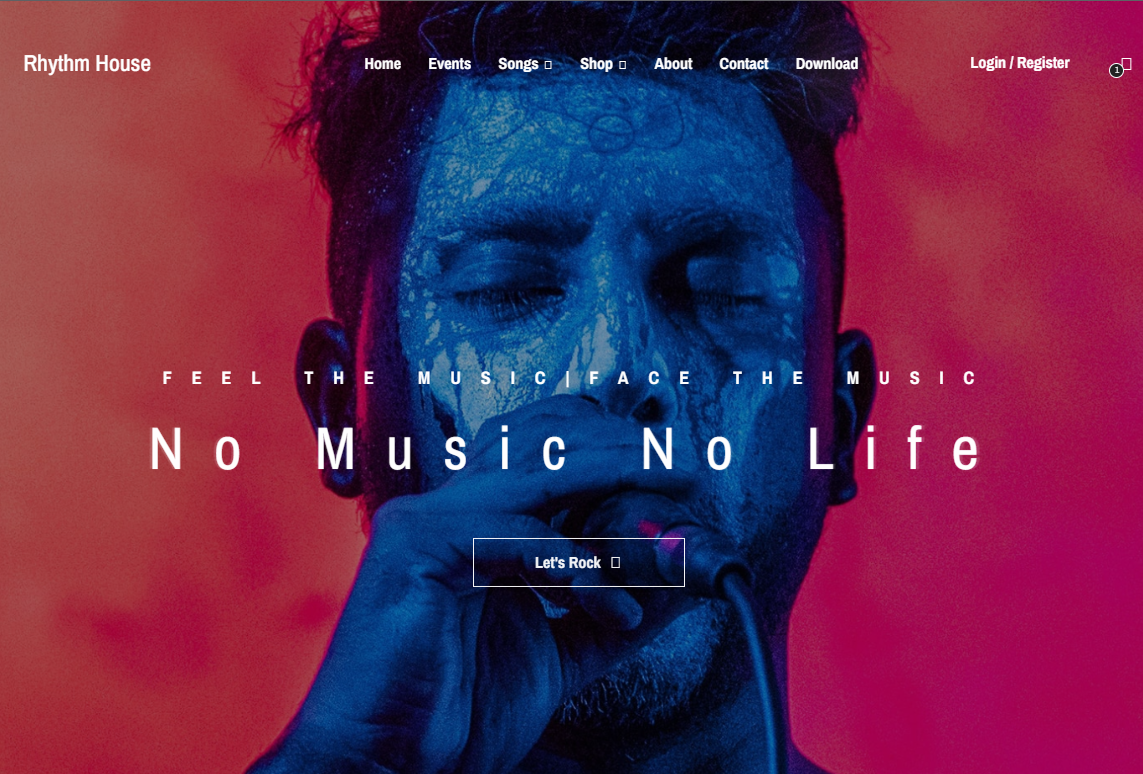 Rhythm House
Home Events Songs Shop About Contact Download
Login / Register
1
FEEL THE MUSIC|FACE THE MUSIC
No Music No Life
Let's Rock